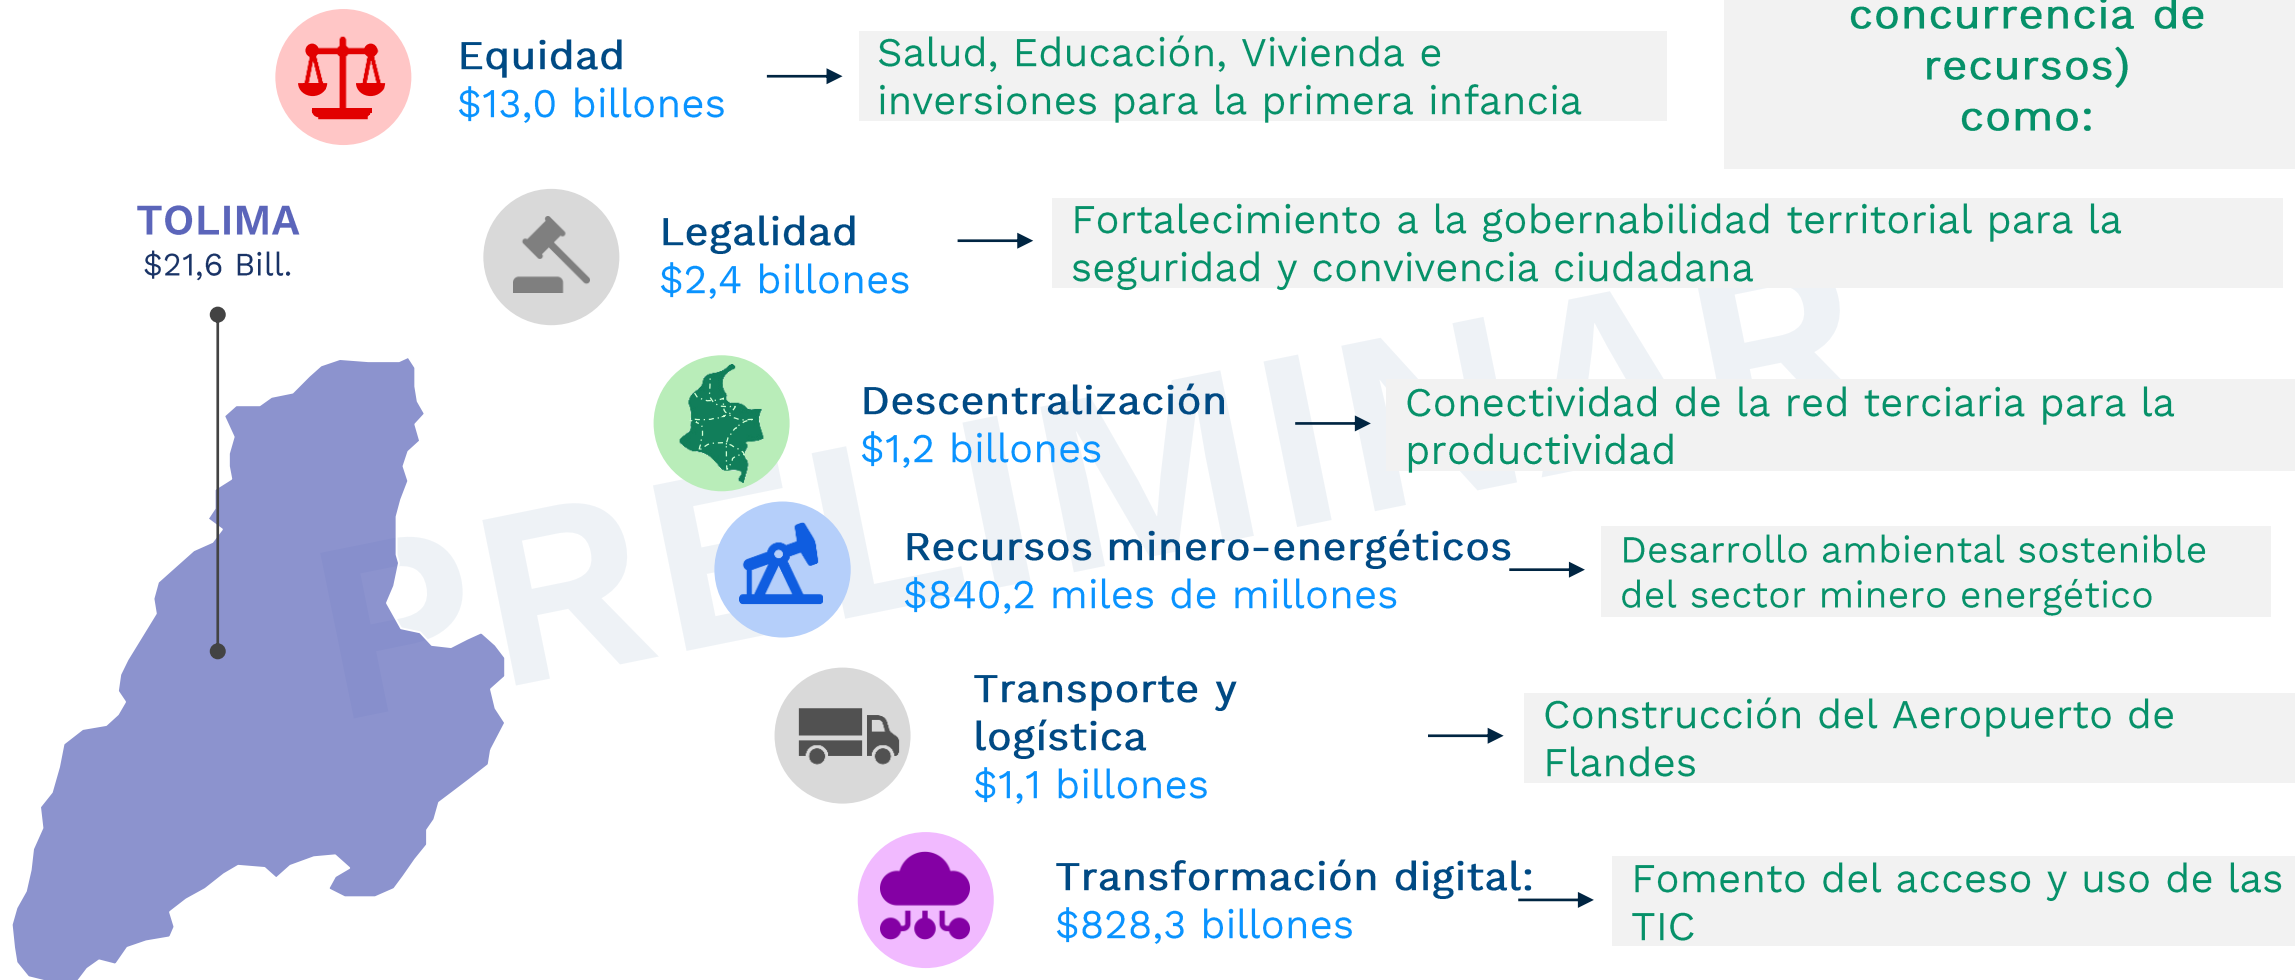 concurrencia de
recursos)
como:
Equidad
$13,0 billones
Salud, Educación, Vivienda e
inversiones para la primera infancia
TOLIMA
$21,6 Bill.
Legalidad
$2,4 billones
Fortalecimiento a la gobernabilidad territorial para la
seguridad y convivencia ciudadana
Descentralización
$1,2 billones
Conectividad de la red terciaria para la
productividad
Recursos minero-energéticos
$840,2 miles de millones
Desarrollo ambiental sostenible
del sector minero energético
Transporte y
logística
$1,1 billones
Construcción del Aeropuerto de
Flandes
Transformación digital:
$828,3 billones
Fomento del acceso y uso de las
TIC
PRELIMINAR